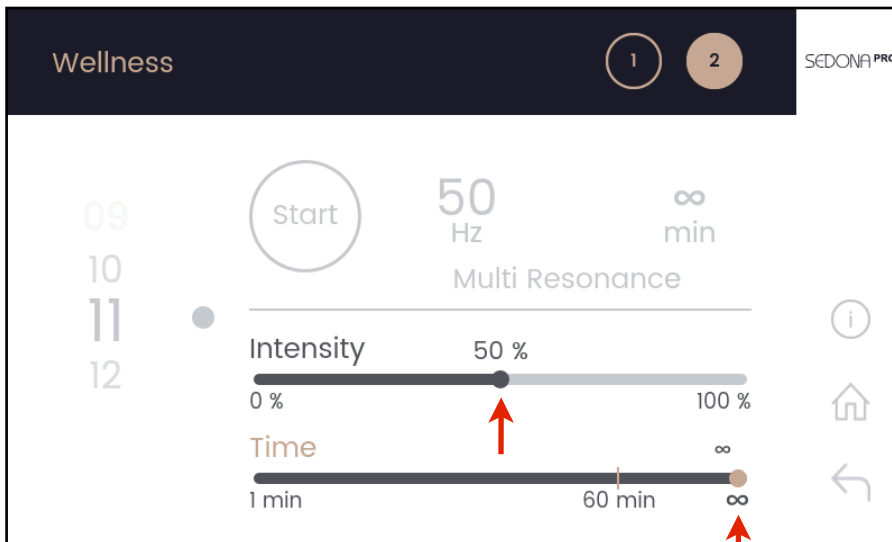 Wellness
1
2
SEDONA PRO
09
10
11
12
Start
50
Hz
∞
min
Multi Resonance
i
Intensity
50 %
0 %
100 %
Time
∞
1 min
60 min
∞